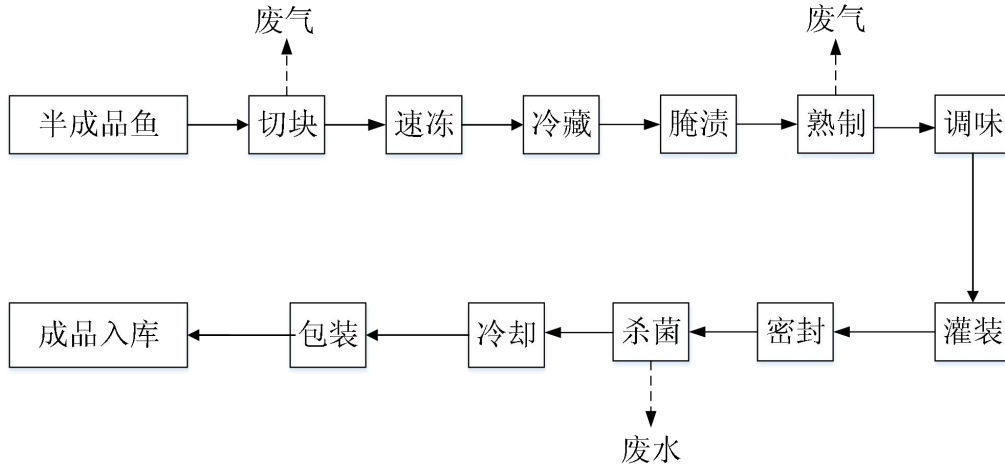 废气 废气
半成品鱼 切块 速冻 冷藏 腌渍 熟制 调味
成品入库 包装 冷却 杀菌 密封 灌装
废水